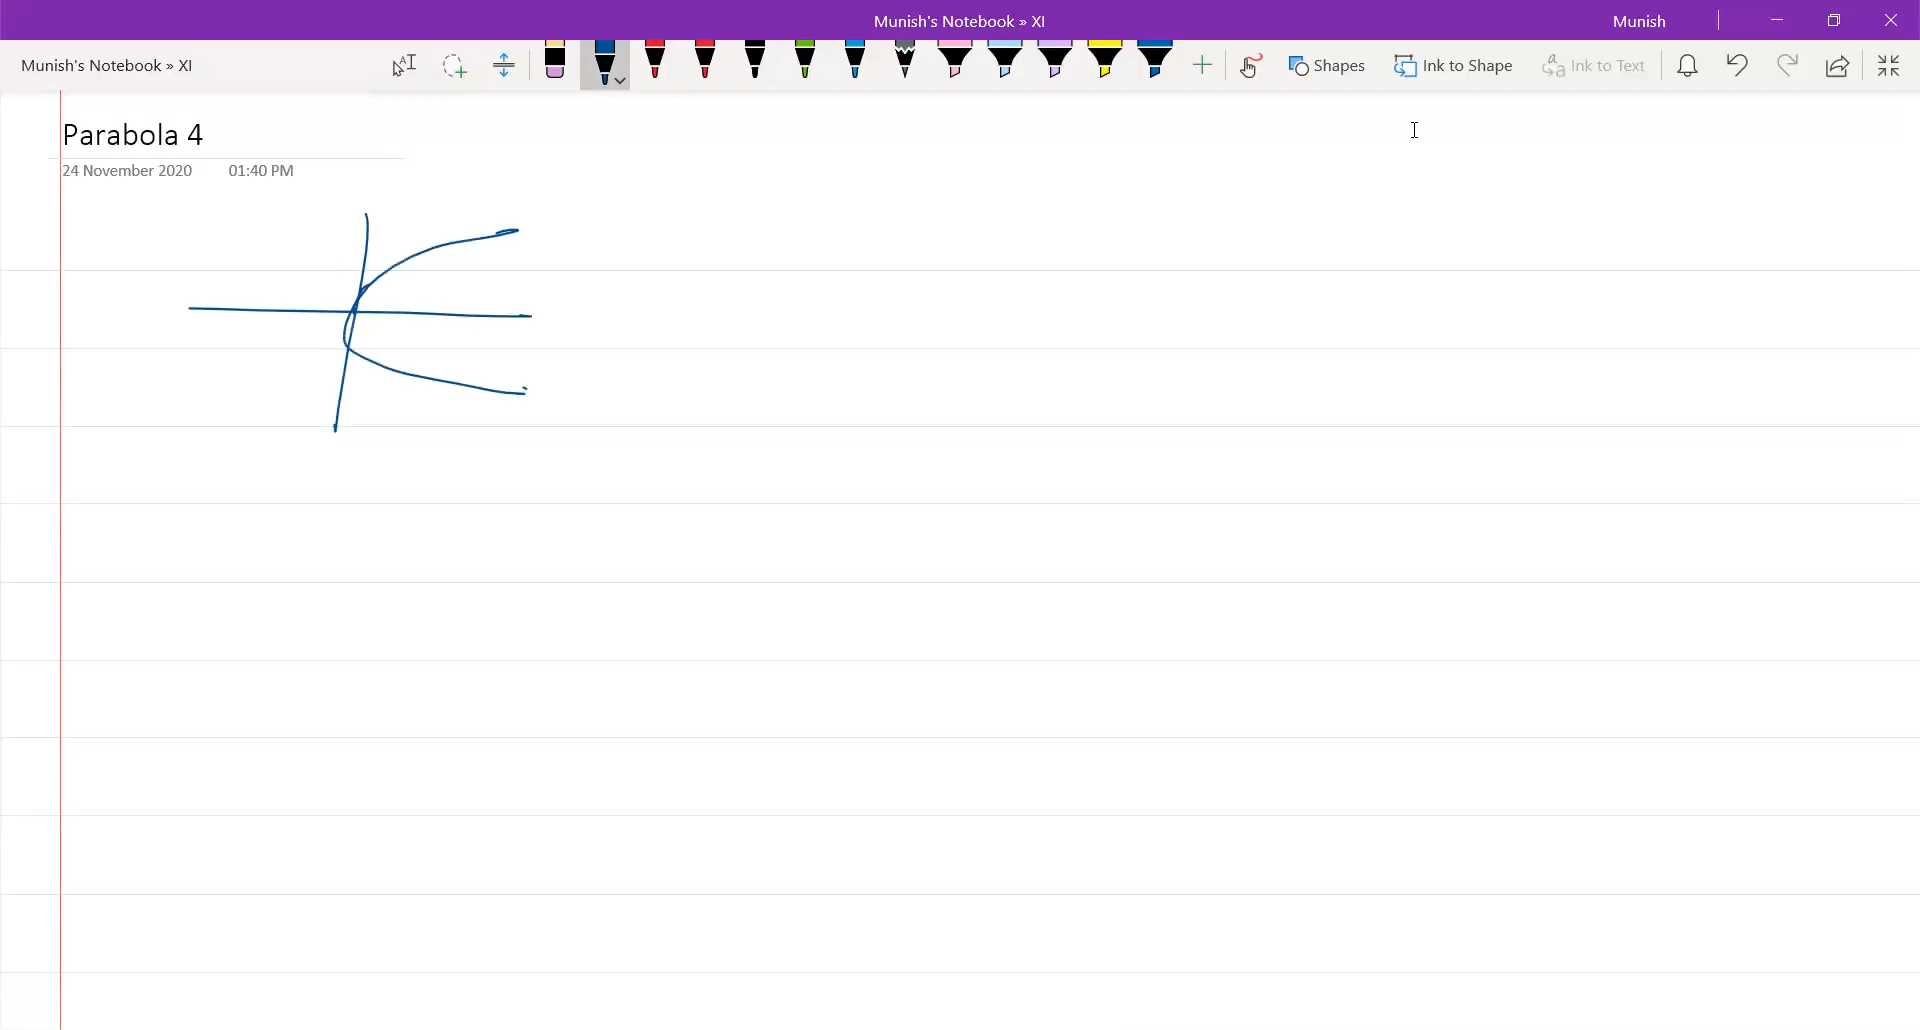 Munish's Notebook » XI
Munish
Munish's Notebook » XI
Shapes
Ink to Shape
Ink to Text
Parabola 4
24 November 2020 01:40 PM